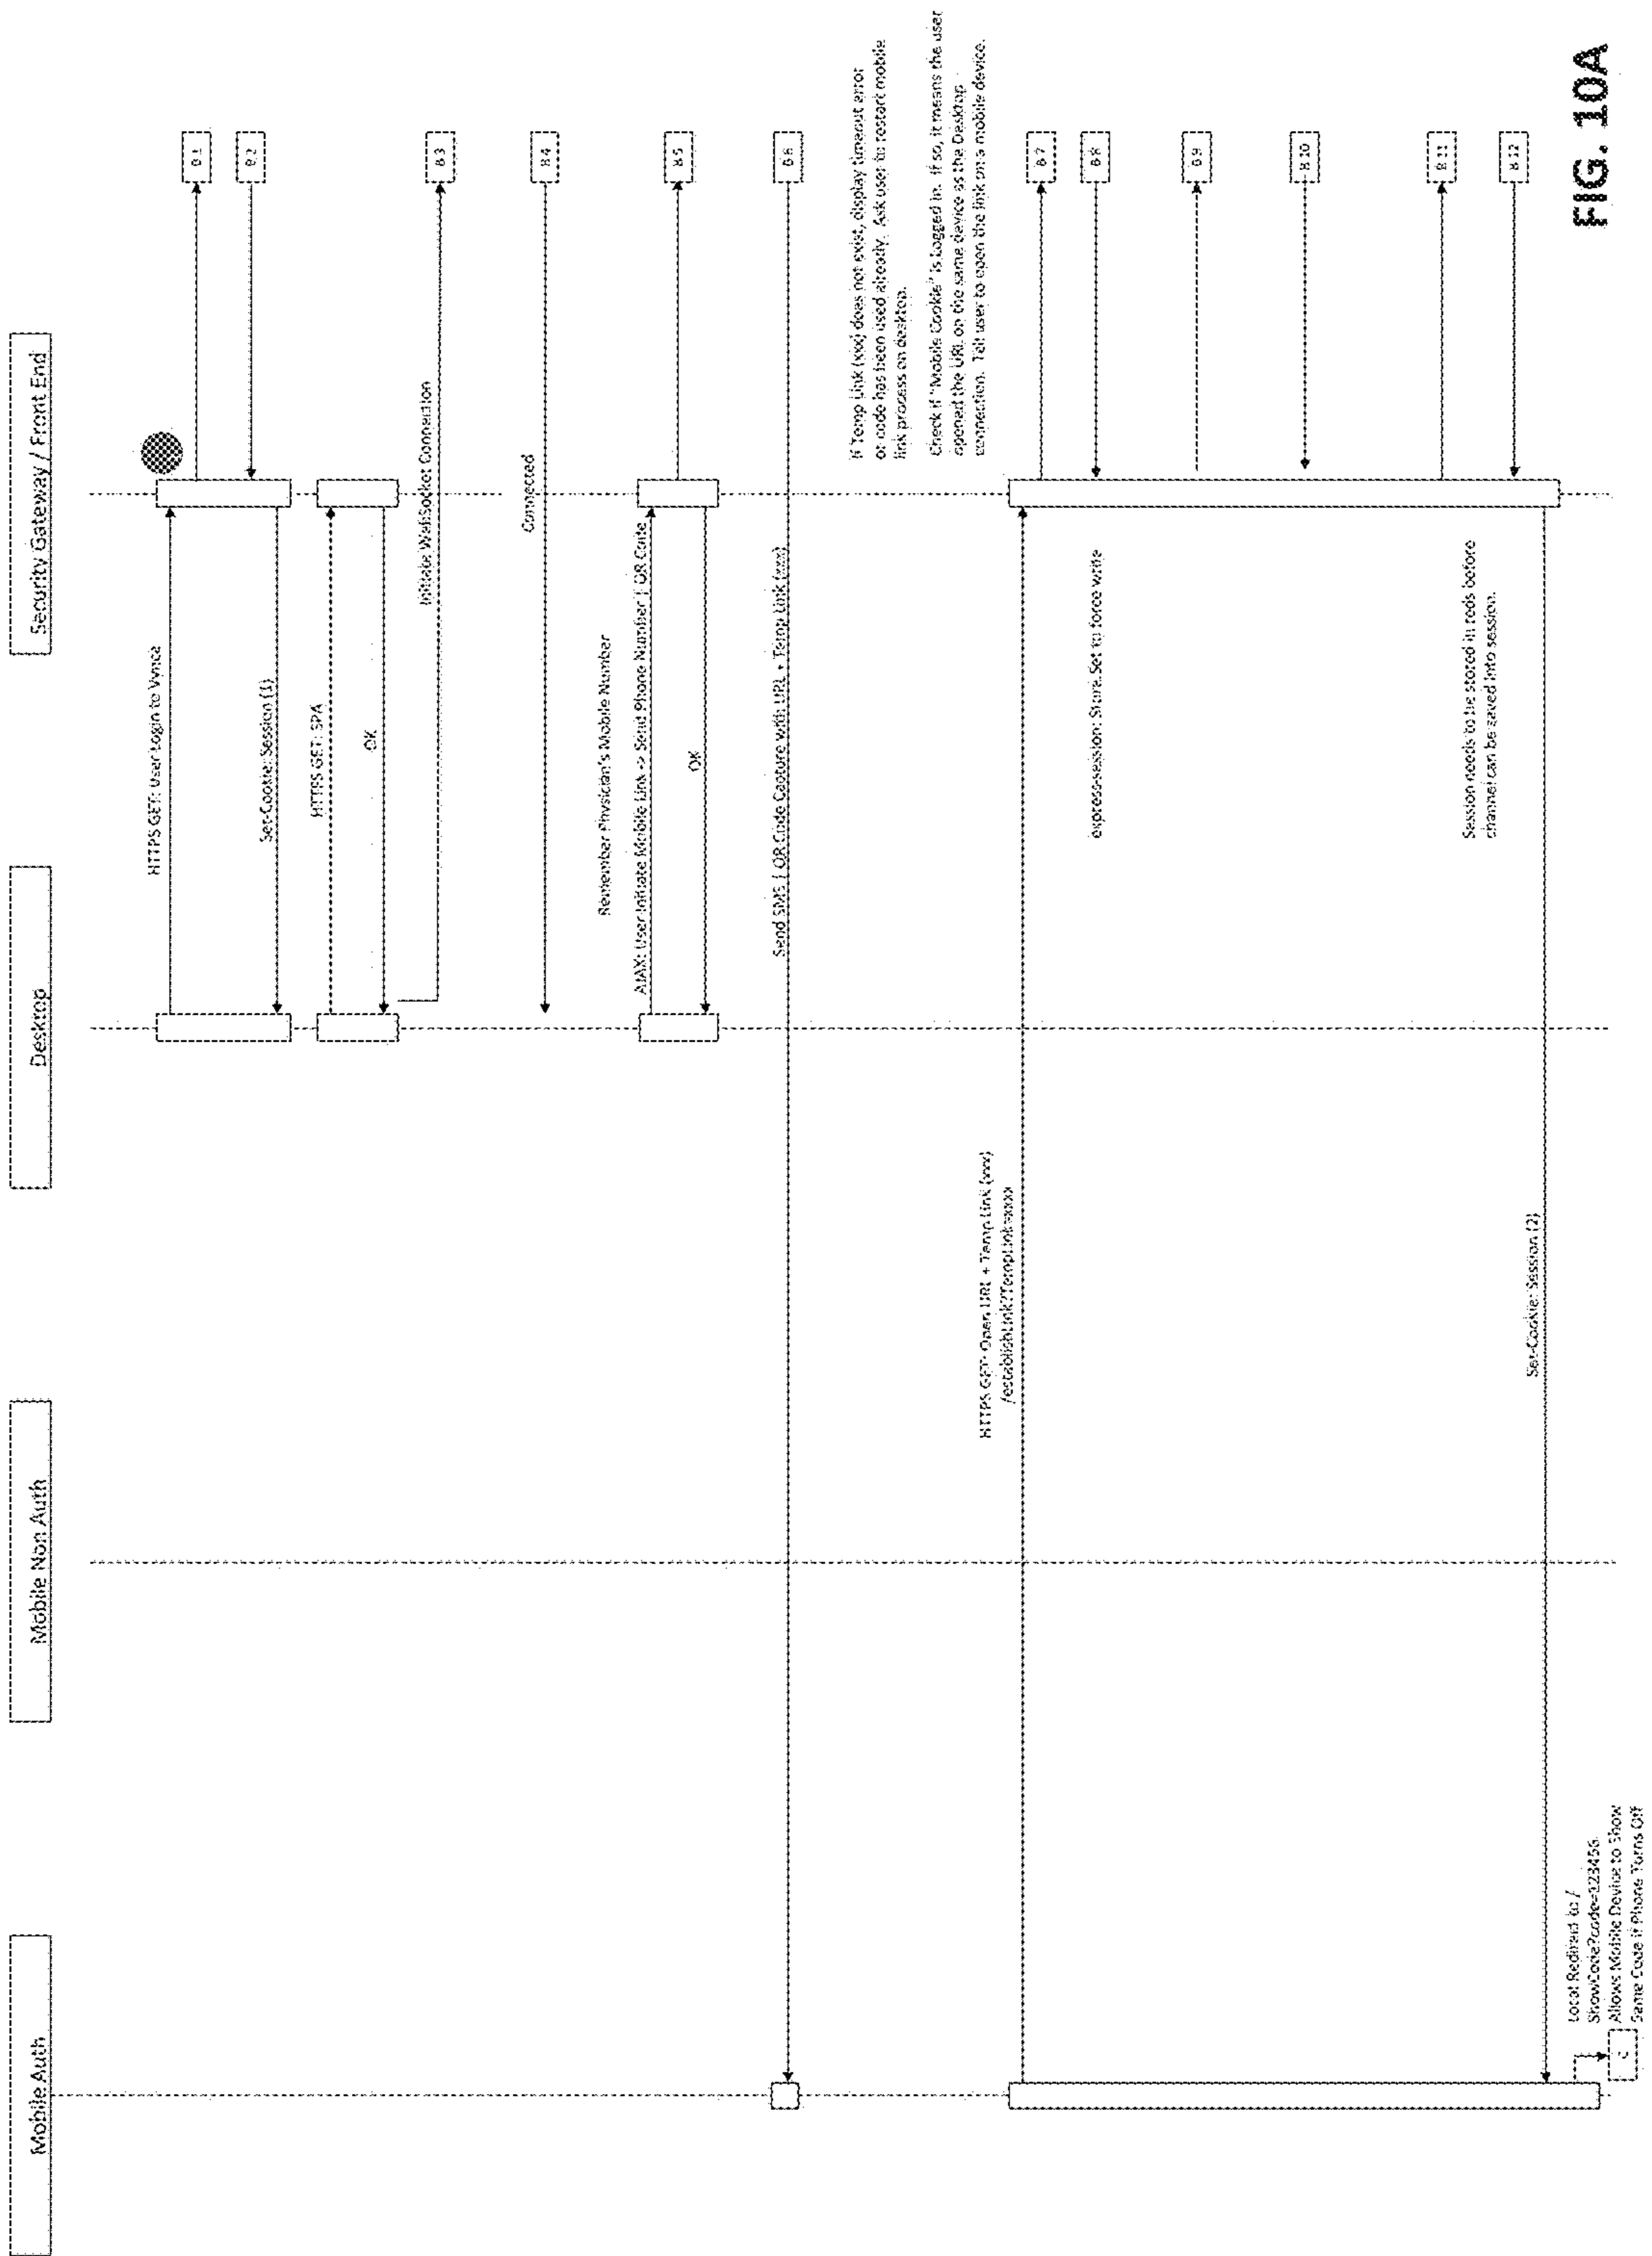 Mobile Auth
Mobile Non Auth
Desktop
Security Gateway / Front End
HTTPS GET: User Login to Vynca
B.1
B.2
Set-Cookie: Session (1)
HTTPS GET: SPA
OK
Initiate WebSocket Connection
B.3
Connected
B.4
Remember Physician's Mobile Number
AJAX: User Initiate Mobile Link -> Send Phone Number | QR Code
B.5
OK
Send SMS | QR Code Capture with URL + Temp Link (xxx)
B.6
If Temp Link (xxx) does not exist, display timeout error
or code has been used already. Ask user to restart mobile
link process on desktop.
Check if "Mobile Cookie" is Logged in. If so, it means the user
opened the URL on the same device as the Desktop
connection. Tell user to open the link on a mobile device.
HTTPS GET: Open URL + Temp Link (xxx)
/establishLink?TempLink=xxxx
B.7
B.8
express-session: Store.Set to force write
B.9
B.10
B.11
Session needs to be stored in reds before
channel can be saved into session.
B.12
Set-Cookie: Session (2)
Local Redirect to /
ShowCode?code=123456.
Allows Mobile Device to Show
Same Code if Phone Turns Off
C
FIG. 10A